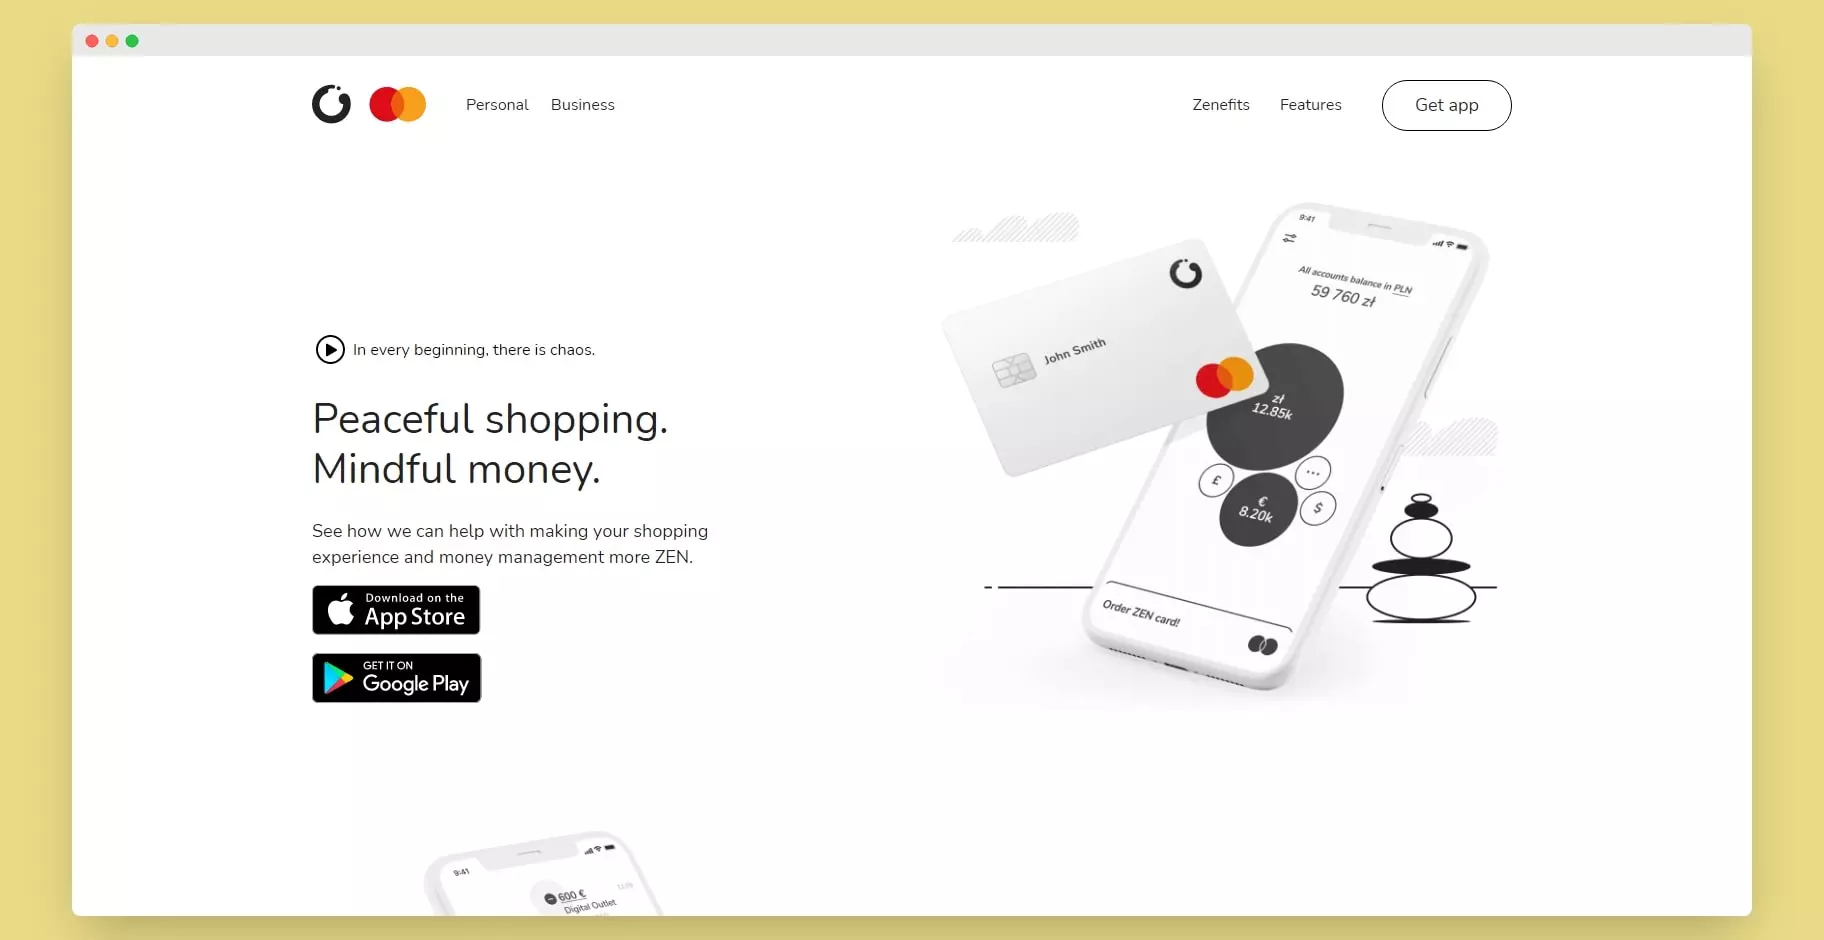 Personal
Business
Zenefits
Features
Get app
In every beginning, there is chaos.
Peaceful shopping.
Mindful money.
See how we can help with making your shopping
experience and money management more ZEN.
Download on the
App Store
GET IT ON
Google Play
John Smith
9:41
All accounts balance in PLN
59 760 zł
zł
12.85k
£
...
€
8.20k
$
Order ZEN card!
9:41
600 €
Digital Outlet